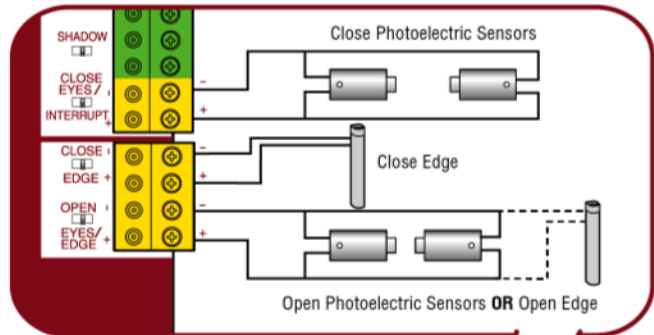 SHADOW
Close Photoelectric Sensors
CLOSE
EYES/ -
INTERRUPT +
-
+
CLOSE -
EDGE +
-
+
Close Edge
OPEN -
EYES/
EDGE +
-
+
Open Photoelectric Sensors OR Open Edge